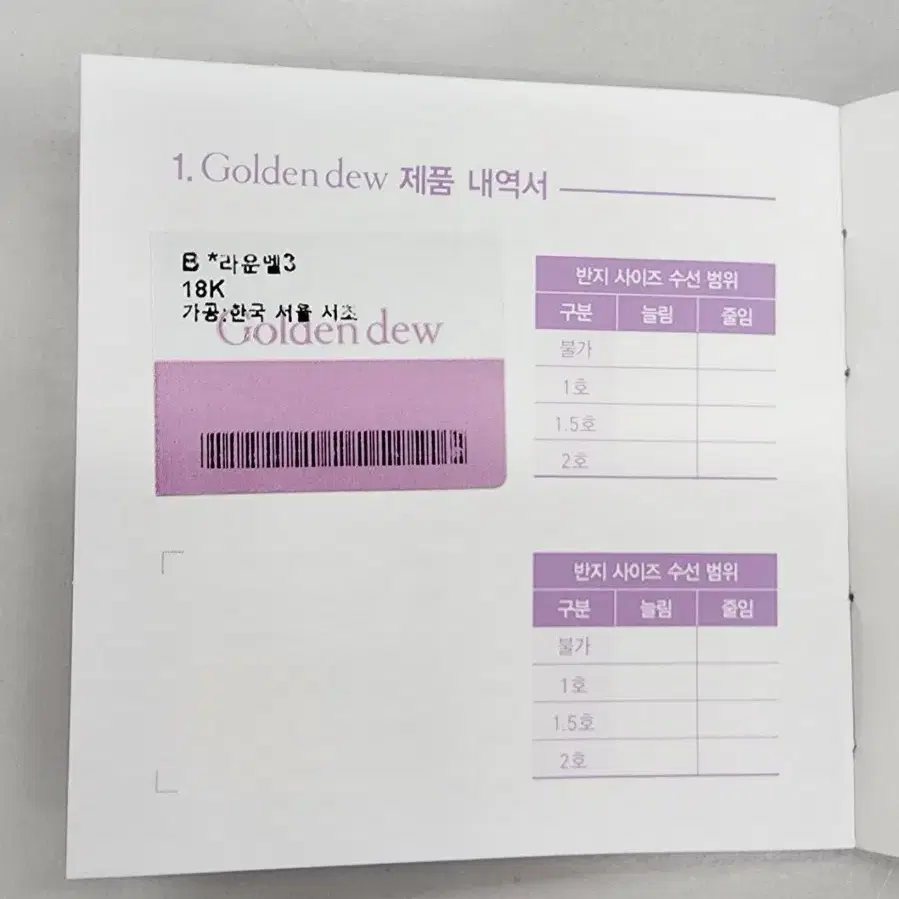 1. Golden dew 제품 내역서
B *라운벨3
18K
가공:한국 서울 서초
Golden dew
반지 사이즈 수선 범위
구분 늘림 줄임
불가
1호
1.5호
2호
반지 사이즈 수선 범위
구분 늘림 줄임
불가
1호
1.5호
2호